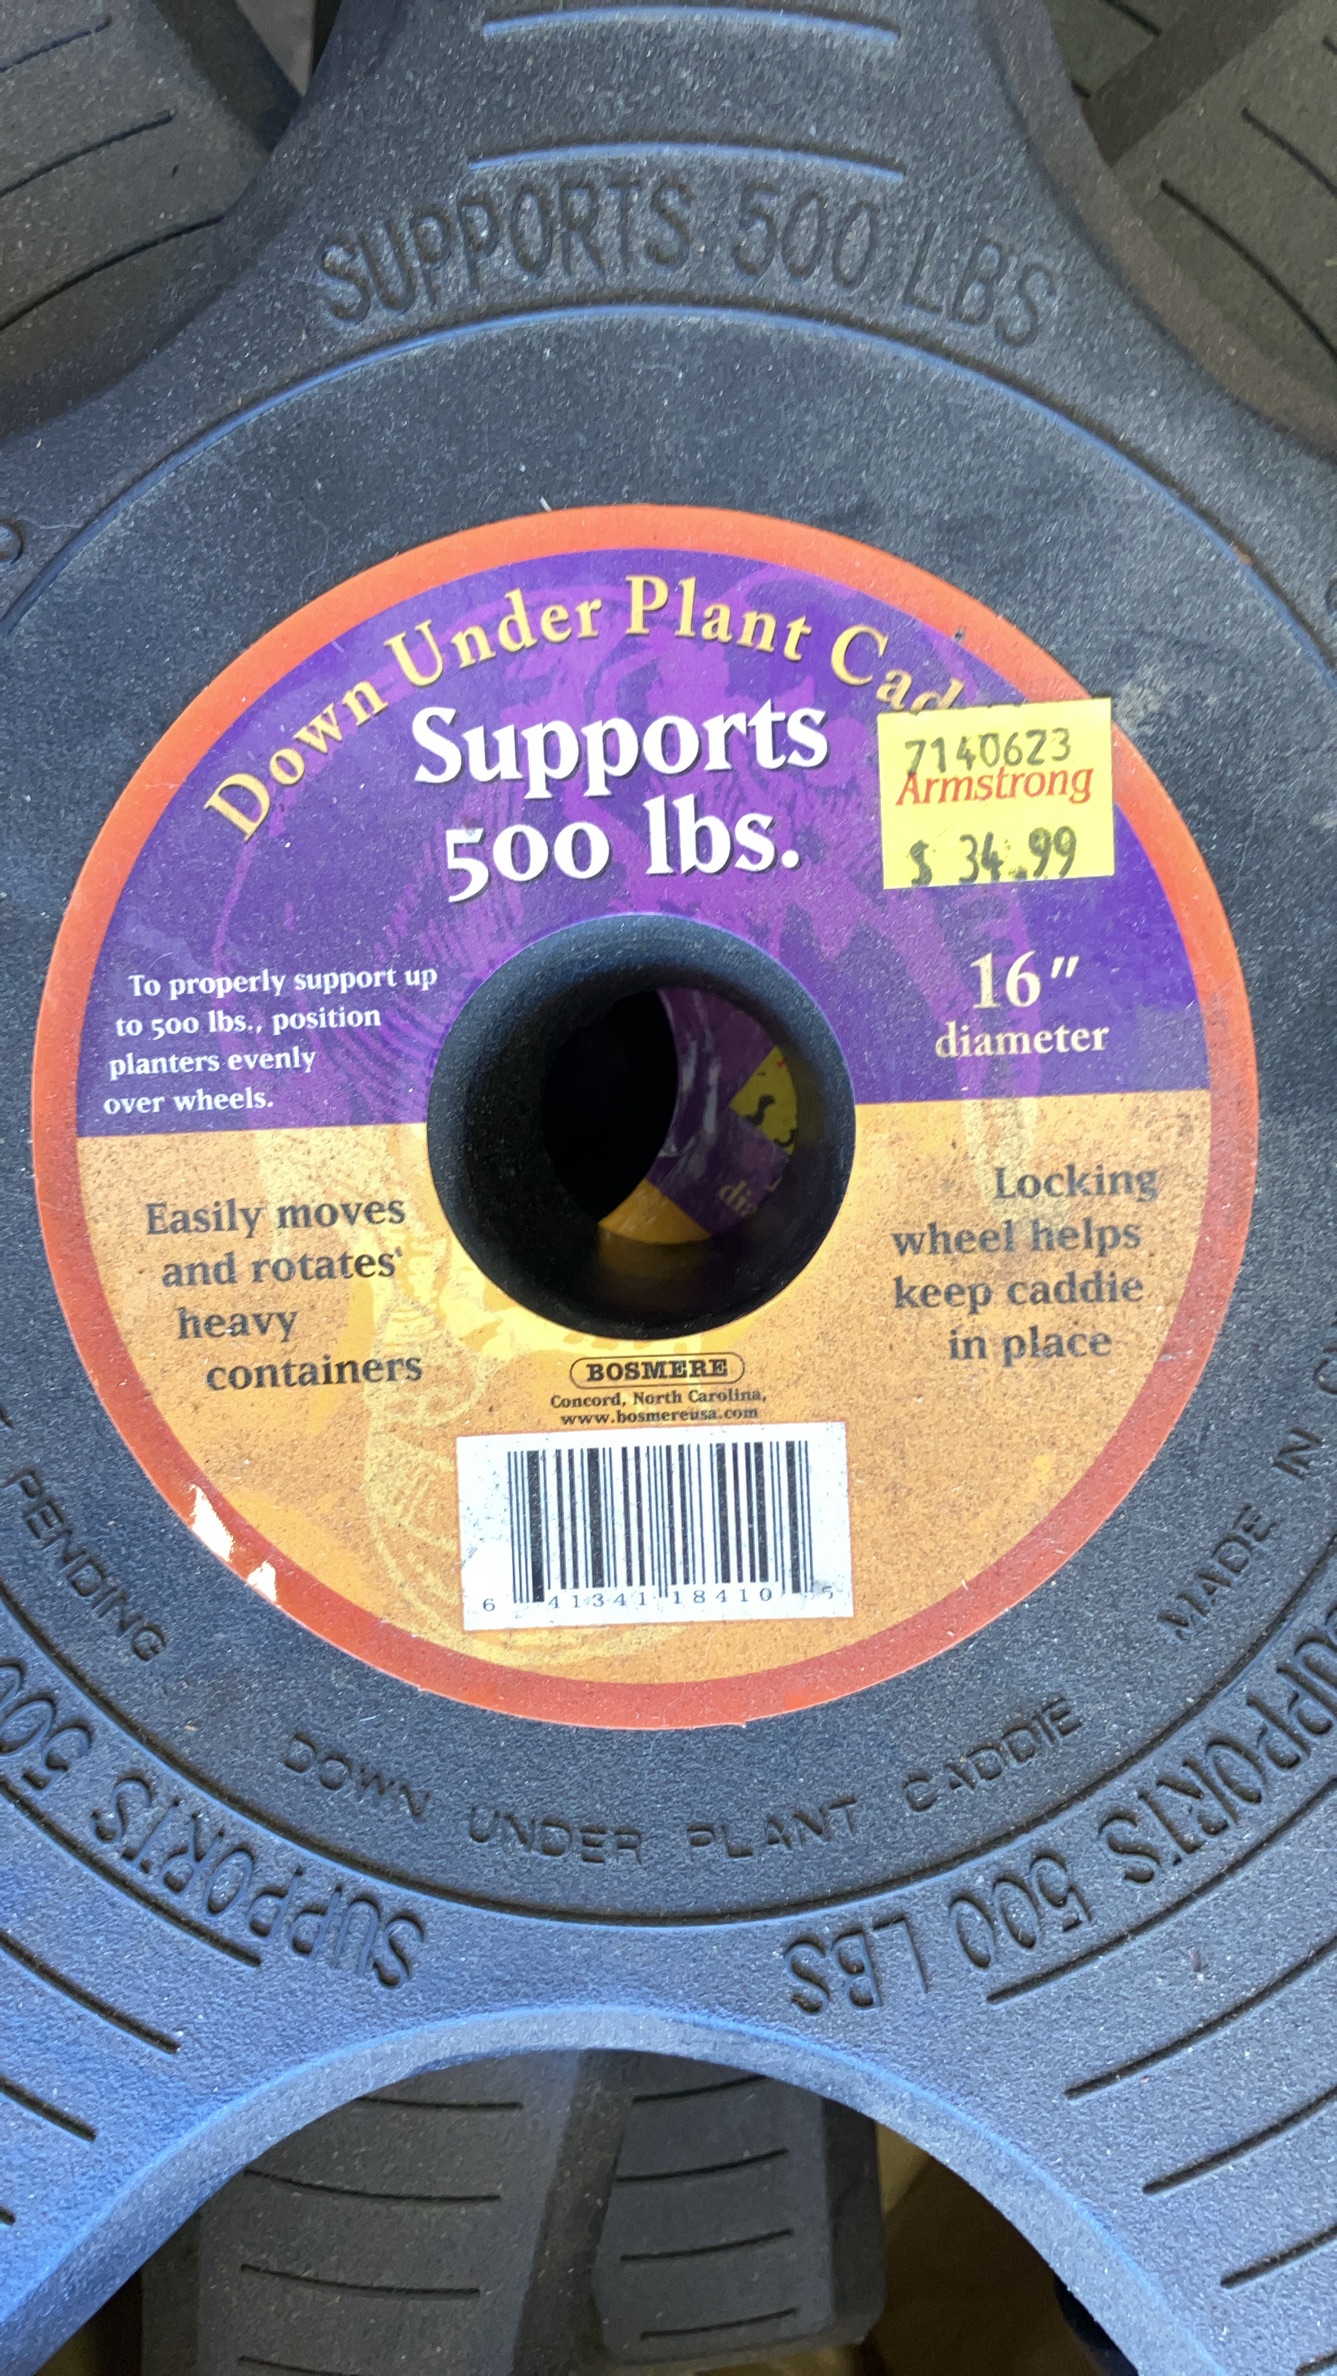 SUPPORTS 500 LBS
Down Under Plant
Supports
500 lbs.
7140623
Armstrong
$ 34.99
16"
diameter
To properly support up
to 500 lbs., position
planters evenly
over wheels.
Easily moves
and rotates
heavy
containers
Locking
wheel helps
keep caddie
in place
BOSMERE
Concord, North Carolina,
www.bosmereusa.com
6 41341 18410 5
PENDING
DOWN UNDER PLANT CADDIE
MADE IN
SUPPORTS
SUPPORTS 500 LBS